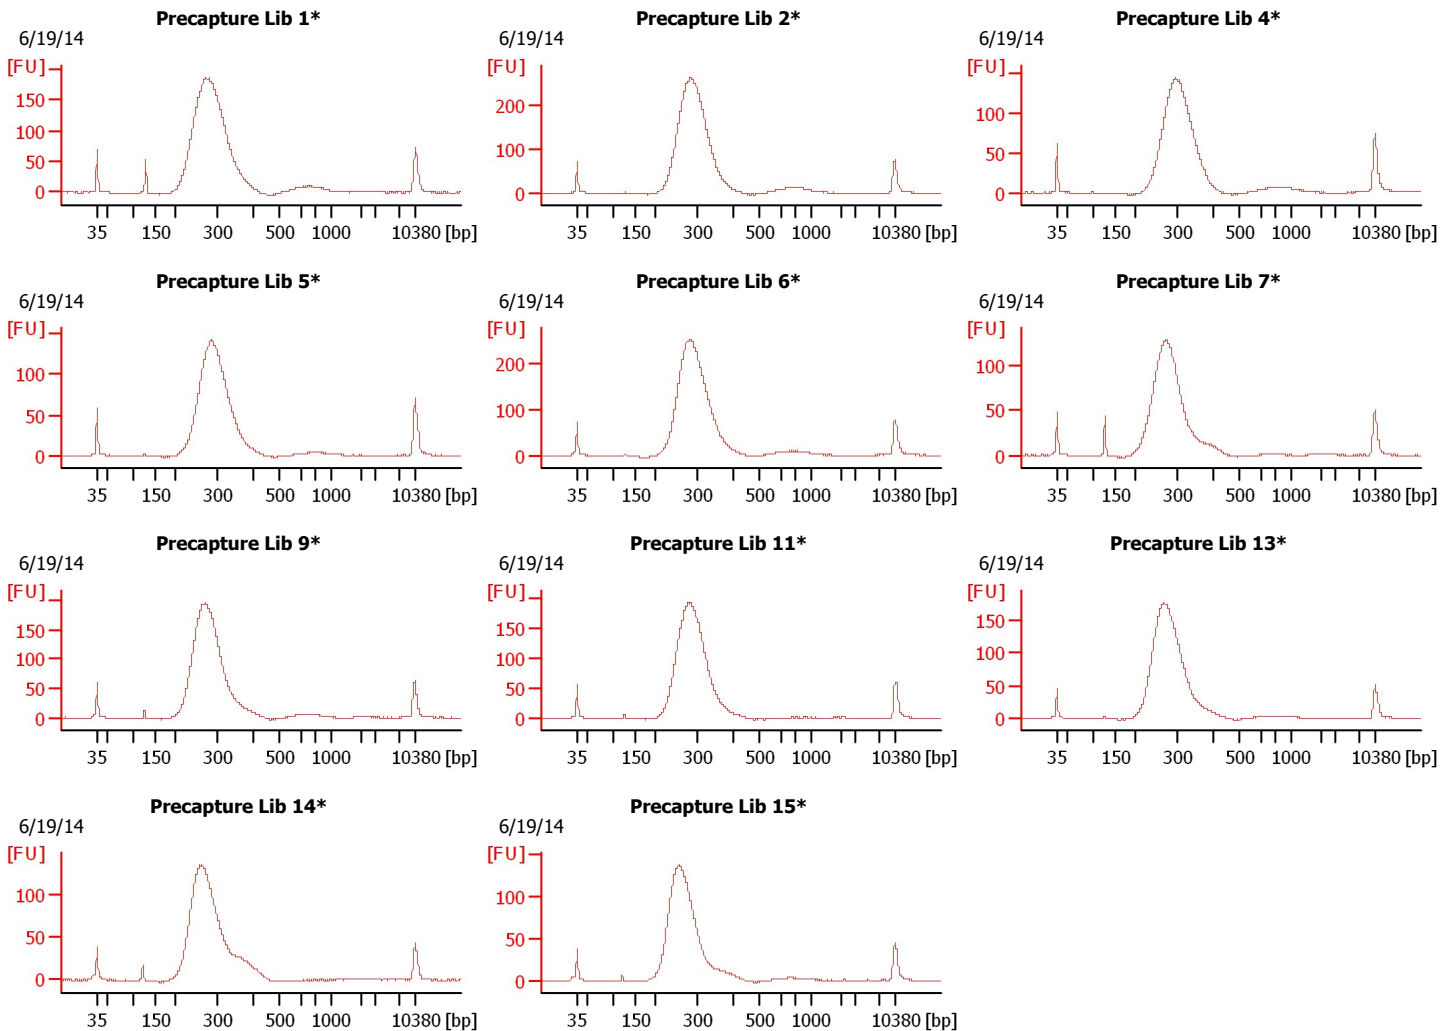 Precapture Lib 1*
6/19/14
[FU]
150
100
50
0
35 150 300 500 1000 10380 [bp]
Precapture Lib 2*
6/19/14
[FU]
200
100
0
35 150 300 500 1000 10380 [bp]
Precapture Lib 4*
6/19/14
[FU]
100
50
0
35 150 300 500 1000 10380 [bp]
Precapture Lib 5*
6/19/14
[FU]
100
50
0
35 150 300 500 1000 10380 [bp]
Precapture Lib 6*
6/19/14
[FU]
200
100
0
35 150 300 500 1000 10380 [bp]
Precapture Lib 7*
6/19/14
[FU]
100
50
0
35 150 300 500 1000 10380 [bp]
Precapture Lib 9*
6/19/14
[FU]
150
100
50
0
35 150 300 500 1000 10380 [bp]
Precapture Lib 11*
6/19/14
[FU]
150
100
50
0
35 150 300 500 1000 10380 [bp]
Precapture Lib 13*
6/19/14
[FU]
150
100
50
0
35 150 300 500 1000 10380 [bp]
Precapture Lib 14*
6/19/14
[FU]
100
50
0
35 150 300 500 1000 10380 [bp]
Precapture Lib 15*
6/19/14
[FU]
100
50
0
35 150 300 500 1000 10380 [bp]